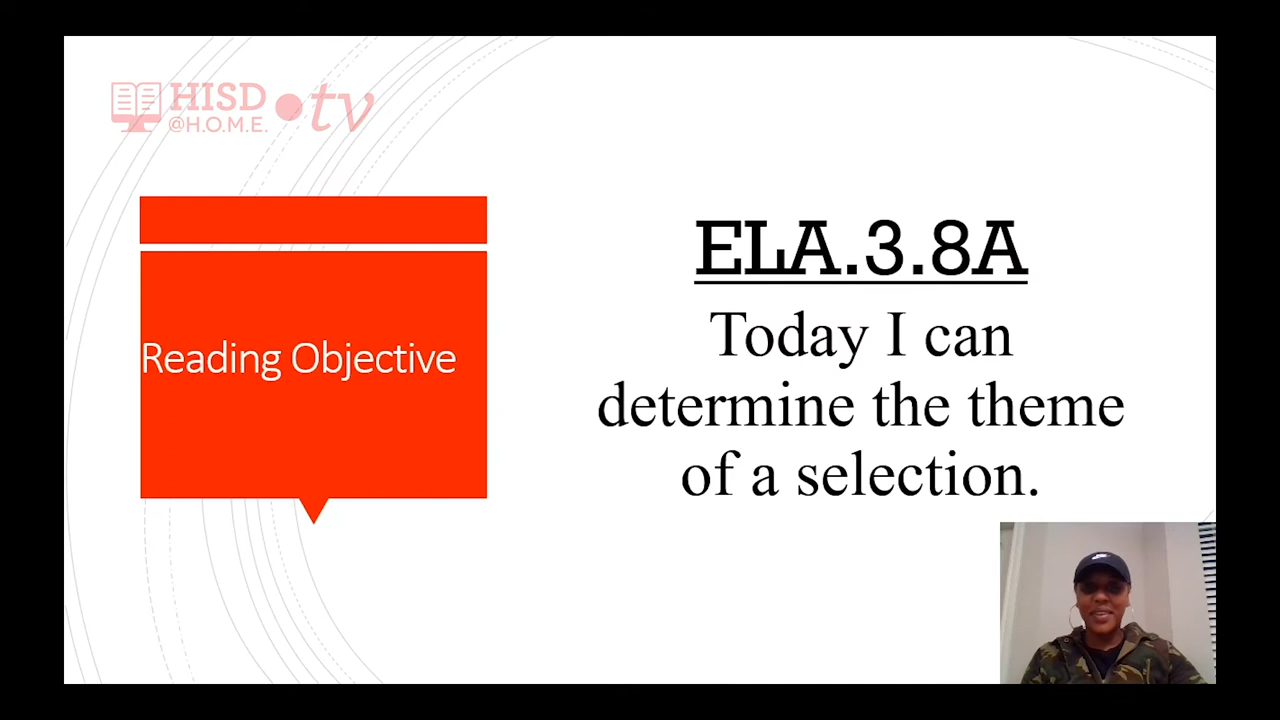 HISD
@H.O.M.E.
tv
Reading Objective
ELA.3.8A
Today I can
determine the theme
of a selection.